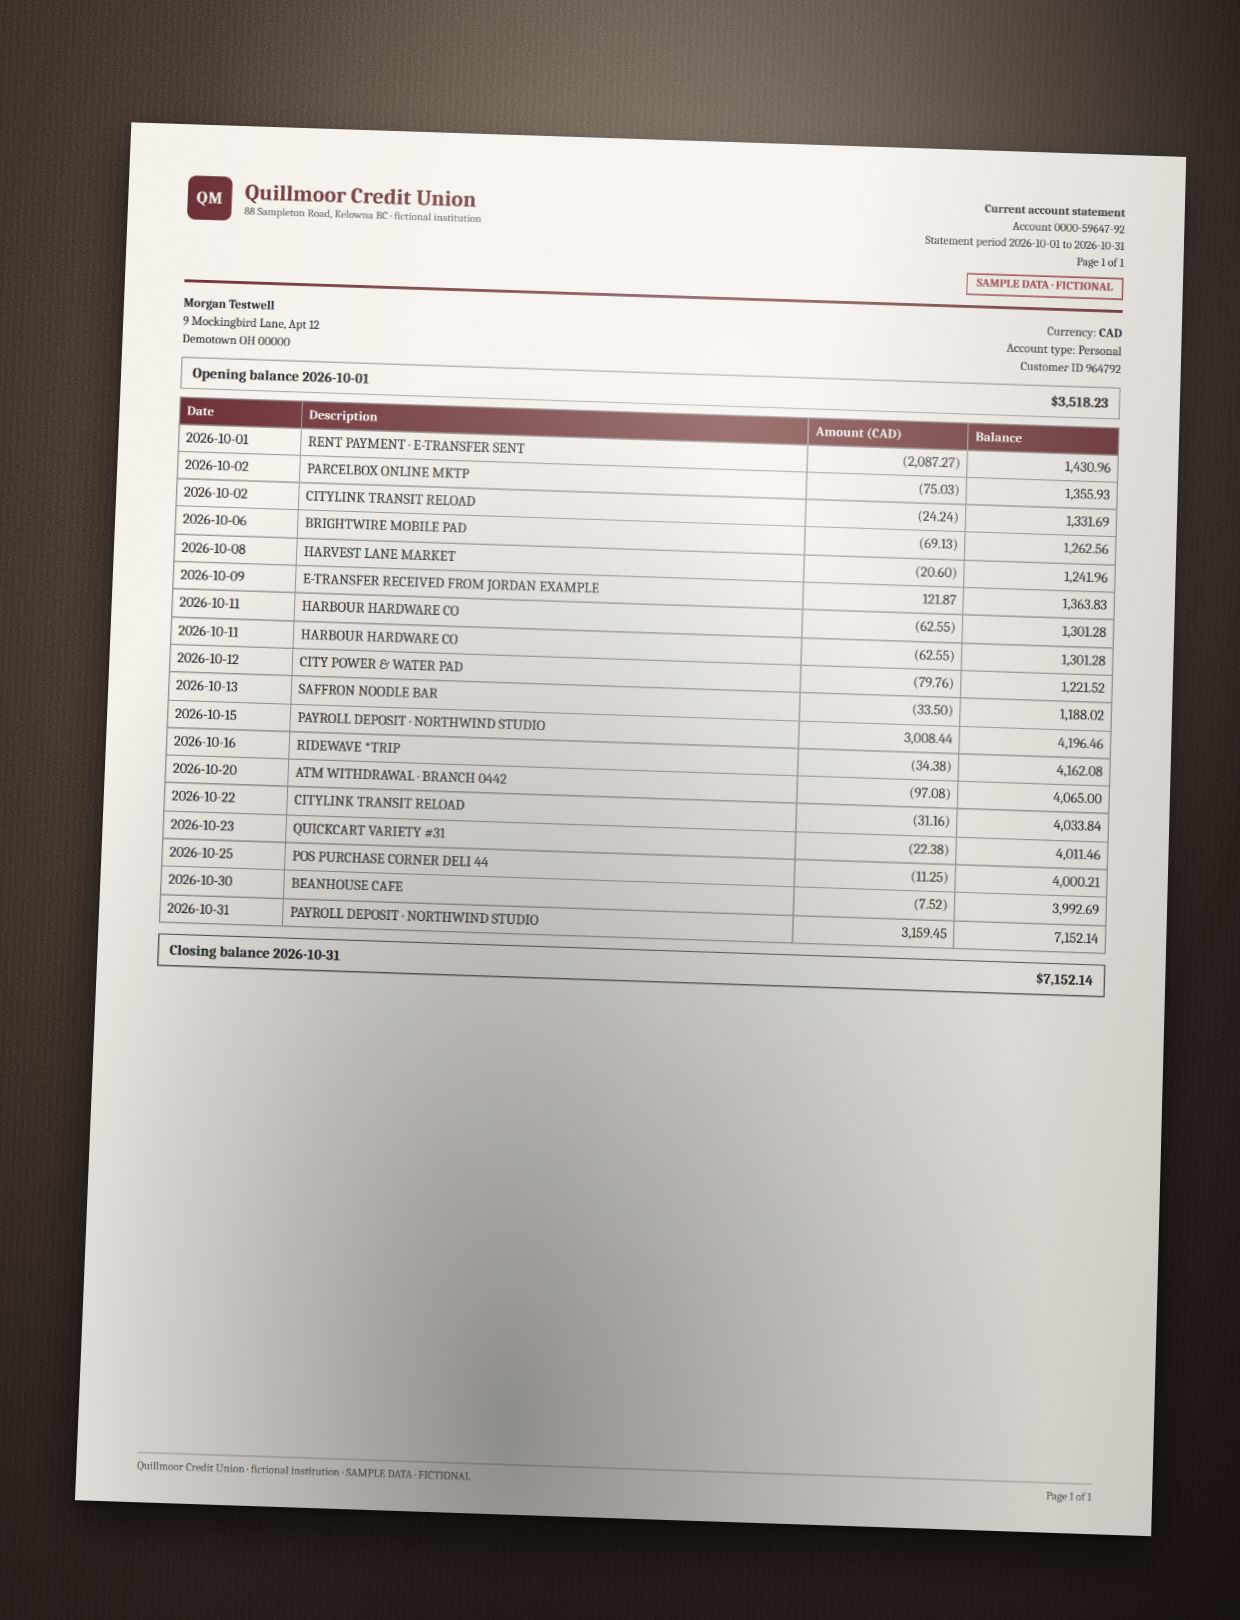 QM
Quillmoor Credit Union
88 Sampleton Road, Kelowna BC · fictional institution
Current account statement
Account 0000-59647-92
Statement period 2026-10-01 to 2026-10-31
Page 1 of 1
SAMPLE DATA · FICTIONAL
Morgan Testwell
9 Mockingbird Lane, Apt 12
Demotown OH 00000
Currency: CAD
Account type: Personal
Customer ID 964792
Opening balance 2026-10-01 $3,518.23
Date Description Amount (CAD) Balance
2026-10-01 RENT PAYMENT · E-TRANSFER SENT (2,087.27) 1,430.96
2026-10-02 PARCELBOX ONLINE MKTP (75.03) 1,355.93
2026-10-02 CITYLINK TRANSIT RELOAD (24.24) 1,331.69
2026-10-06 BRIGHTWIRE MOBILE PAD (69.13) 1,262.56
2026-10-08 HARVEST LANE MARKET (20.60) 1,241.96
2026-10-09 E-TRANSFER RECEIVED FROM JORDAN EXAMPLE 121.87 1,363.83
2026-10-11 HARBOUR HARDWARE CO (62.55) 1,301.28
2026-10-11 HARBOUR HARDWARE CO (62.55) 1,301.28
2026-10-12 CITY POWER & WATER PAD (79.76) 1,221.52
2026-10-13 SAFFRON NOODLE BAR (33.50) 1,188.02
2026-10-15 PAYROLL DEPOSIT · NORTHWIND STUDIO 3,008.44 4,196.46
2026-10-16 RIDEWAVE *TRIP (34.38) 4,162.08
2026-10-20 ATM WITHDRAWAL · BRANCH 0442 (97.08) 4,065.00
2026-10-22 CITYLINK TRANSIT RELOAD (31.16) 4,033.84
2026-10-23 QUICKCART VARIETY #31 (22.38) 4,011.46
2026-10-25 POS PURCHASE CORNER DELI 44 (11.25) 4,000.21
2026-10-30 BEANHOUSE CAFE (7.52) 3,992.69
2026-10-31 PAYROLL DEPOSIT · NORTHWIND STUDIO 3,159.45 7,152.14
Closing balance 2026-10-31 $7,152.14
Quillmoor Credit Union · fictional institution · SAMPLE DATA · FICTIONAL
Page 1 of 1